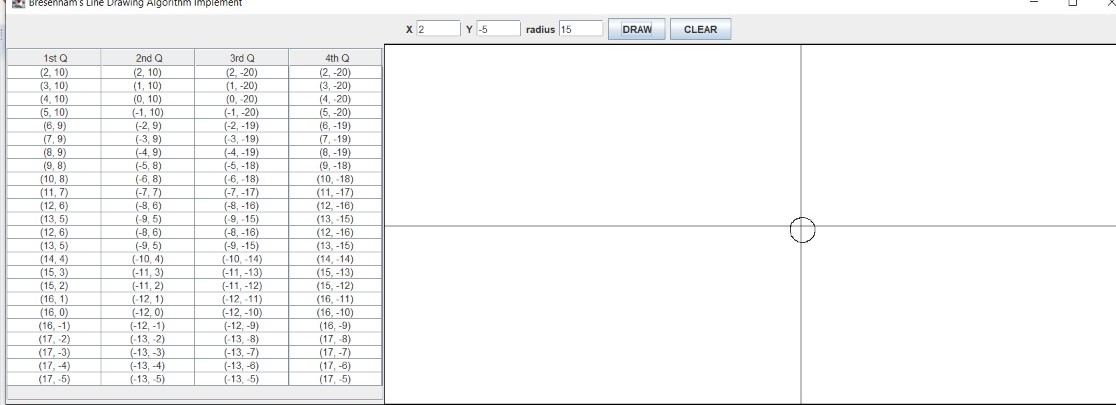 Bresenham's Line Drawing Algorithm Implement
X 2 Y -5 radius 15 DRAW CLEAR
1st Q 2nd Q 3rd Q 4th Q
(2, 10) (2, 10) (2, -20) (2, -20)
(3, 10) (1, 10) (1, -20) (3, -20)
(4, 10) (0, 10) (0, -20) (4, -20)
(5, 10) (-1, 10) (-1, -20) (5, -20)
(6, 9) (-2, 9) (-2, -19) (6, -19)
(7, 9) (-3, 9) (-3, -19) (7, -19)
(8, 9) (-4, 9) (-4, -19) (8, -19)
(9, 8) (-5, 8) (-5, -18) (9, -18)
(10, 8) (-6, 8) (-6, -18) (10, -18)
(11, 7) (-7, 7) (-7, -17) (11, -17)
(12, 6) (-8, 6) (-8, -16) (12, -16)
(13, 5) (-9, 5) (-9, -15) (13, -15)
(12, 6) (-8, 6) (-8, -16) (12, -16)
(13, 5) (-9, 5) (-9, -15) (13, -15)
(14, 4) (-10, 4) (-10, -14) (14, -14)
(15, 3) (-11, 3) (-11, -13) (15, -13)
(15, 2) (-11, 2) (-11, -12) (15, -12)
(16, 1) (-12, 1) (-12, -11) (16, -11)
(16, 0) (-12, 0) (-12, -10) (16, -10)
(16, -1) (-12, -1) (-12, -9) (16, -9)
(17, -2) (-13, -2) (-13, -8) (17, -8)
(17, -3) (-13, -3) (-13, -7) (17, -7)
(17, -4) (-13, -4) (-13, -6) (17, -6)
(17, -5) (-13, -5) (-13, -5) (17, -5)